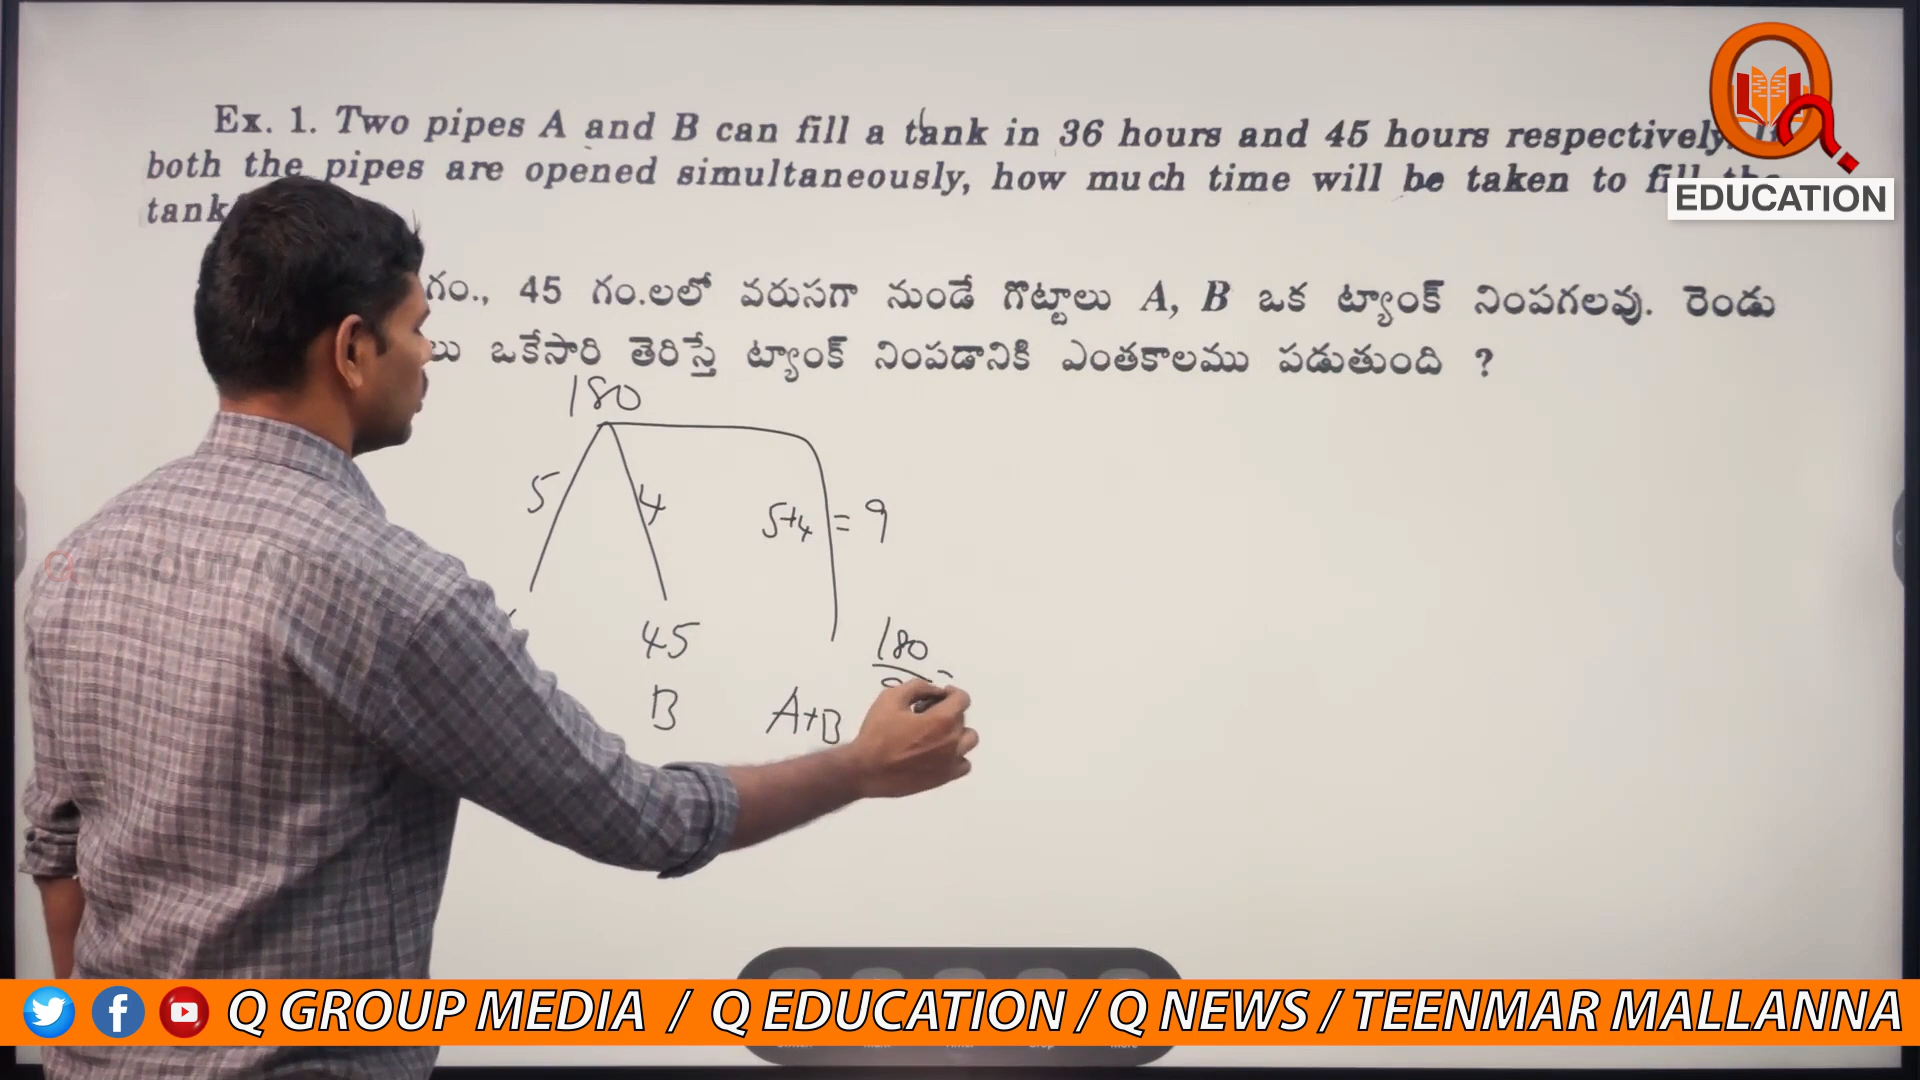 Ex. 1. Two pipes A and B can fill a tank in 36 hours and 45 hours respectively.
both the pipes are opened simultaneously, how much time will be taken to fill the
tank
గం., 45 గం.లలో వరుసగా నుండే గొట్టాలు A, B ఒక ట్యాంక్ నింపగలవు. రెండు
లు ఒకేసారి తెరిస్తే ట్యాంక్ నింపడానికి ఎంతకాలము పడుతుంది ?
180
5 4 5+4 = 9
45 180
B A+B
Q
EDUCATION
Q GROUP MEDIA / Q EDUCATION / Q NEWS / TEENMAR MALLANNA